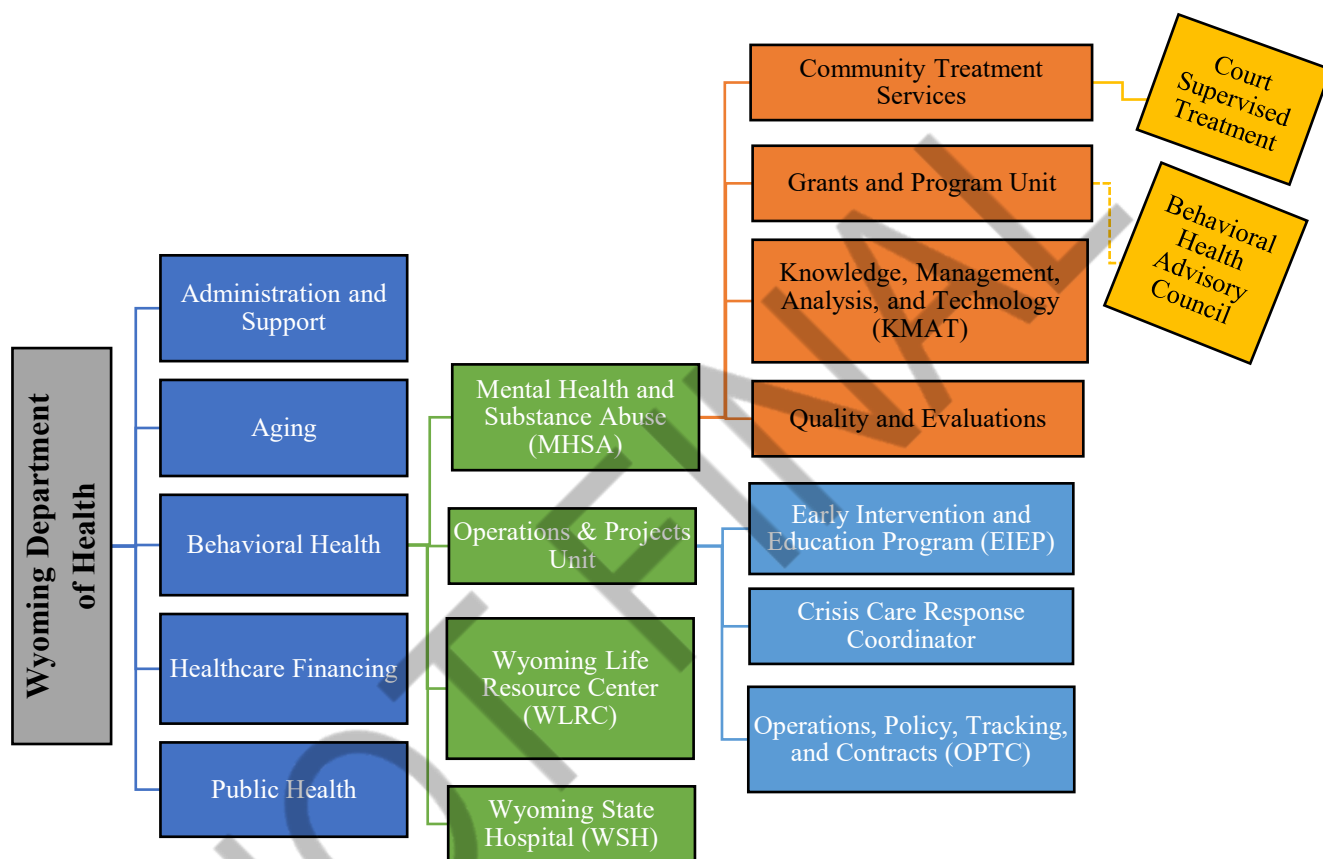 Wyoming Department
of Health
Administration and
Support
Aging
Behavioral Health
Healthcare Financing
Public Health
Mental Health and
Substance Abuse
(MHSA)
Operations & Projects
Unit
Wyoming Life
Resource Center
(WLRC)
Wyoming State
Hospital (WSH)
Community Treatment
Services
Grants and Program Unit
Knowledge, Management,
Analysis, and Technology
(KMAT)
Quality and Evaluations
Early Intervention and
Education Program (EIEP)
Crisis Care Response
Coordinator
Operations, Policy, Tracking,
and Contracts (OPTC)
Court
Supervised
Treatment
Behavioral
Health
Advisory
Council
NOT FINAL